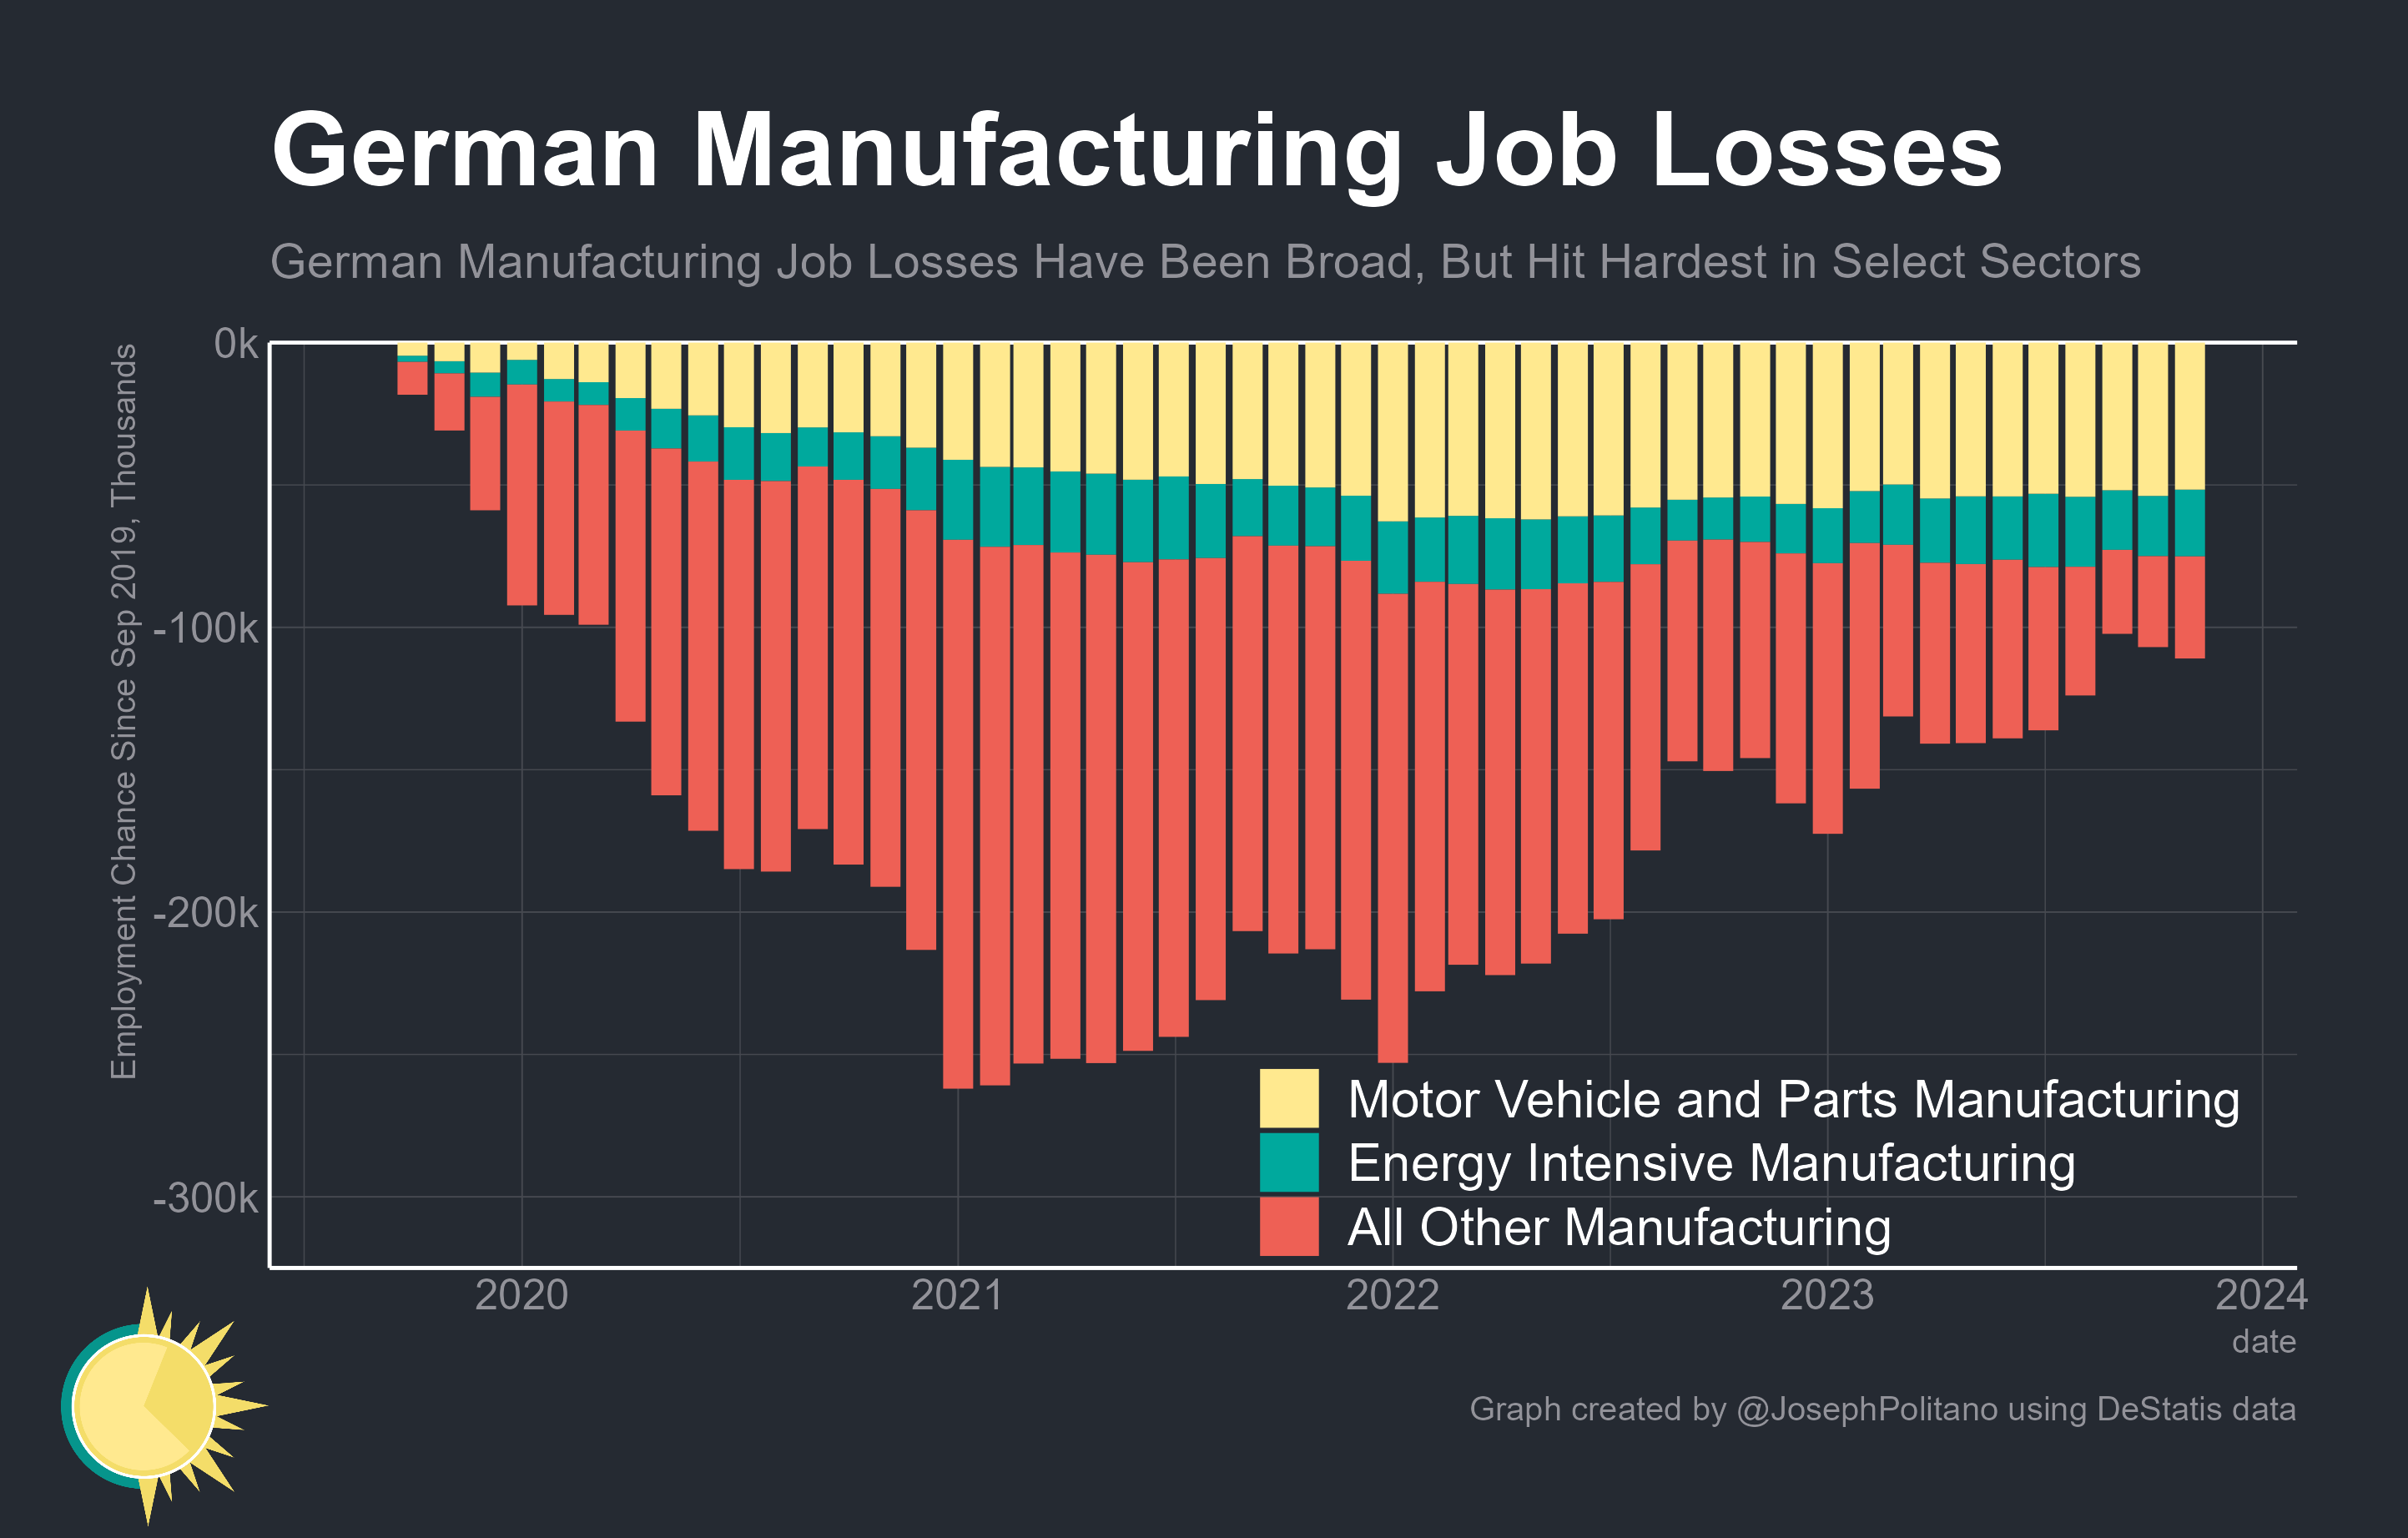 German Manufacturing Job Losses
German Manufacturing Job Losses Have Been Broad, But Hit Hardest in Select Sectors
Employment Chance Since Sep 2019, Thousands
0k
-100k
-200k
-300k
Motor Vehicle and Parts Manufacturing
Energy Intensive Manufacturing
All Other Manufacturing
2020 2021 2022 2023 2024
date
Graph created by @JosephPolitano using DeStatis data